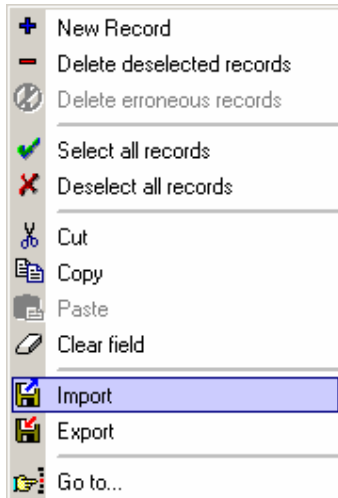 New Record
Delete deselected records
Delete erroneous records
Select all records
Deselect all records
Cut
Copy
Paste
Clear field
Import
Export
Go to...